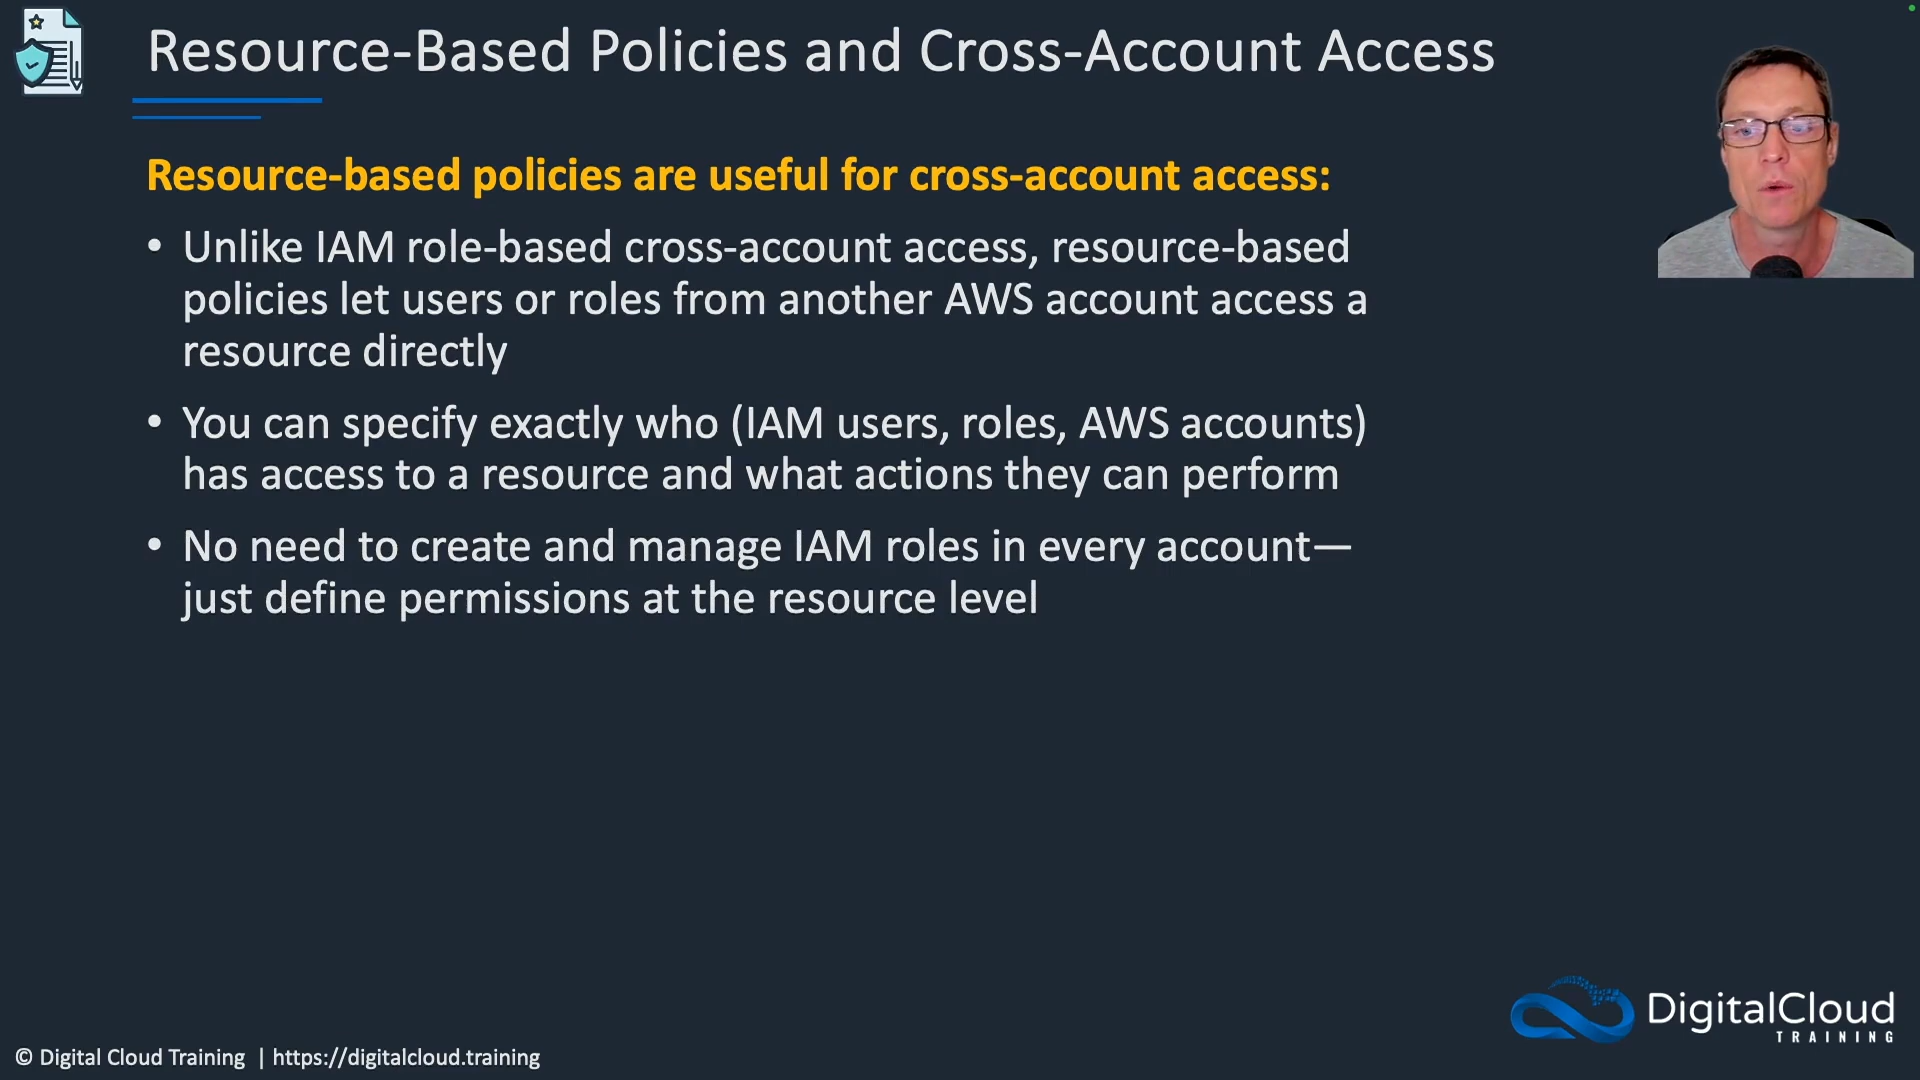 Resource-Based Policies and Cross-Account Access
Resource-based policies are useful for cross-account access:
• Unlike IAM role-based cross-account access, resource-based
policies let users or roles from another AWS account access a
resource directly
• You can specify exactly who (IAM users, roles, AWS accounts)
has access to a resource and what actions they can perform
• No need to create and manage IAM roles in every account—
just define permissions at the resource level
DigitalCloud
TRAINING
© Digital Cloud Training | https://digitalcloud.training